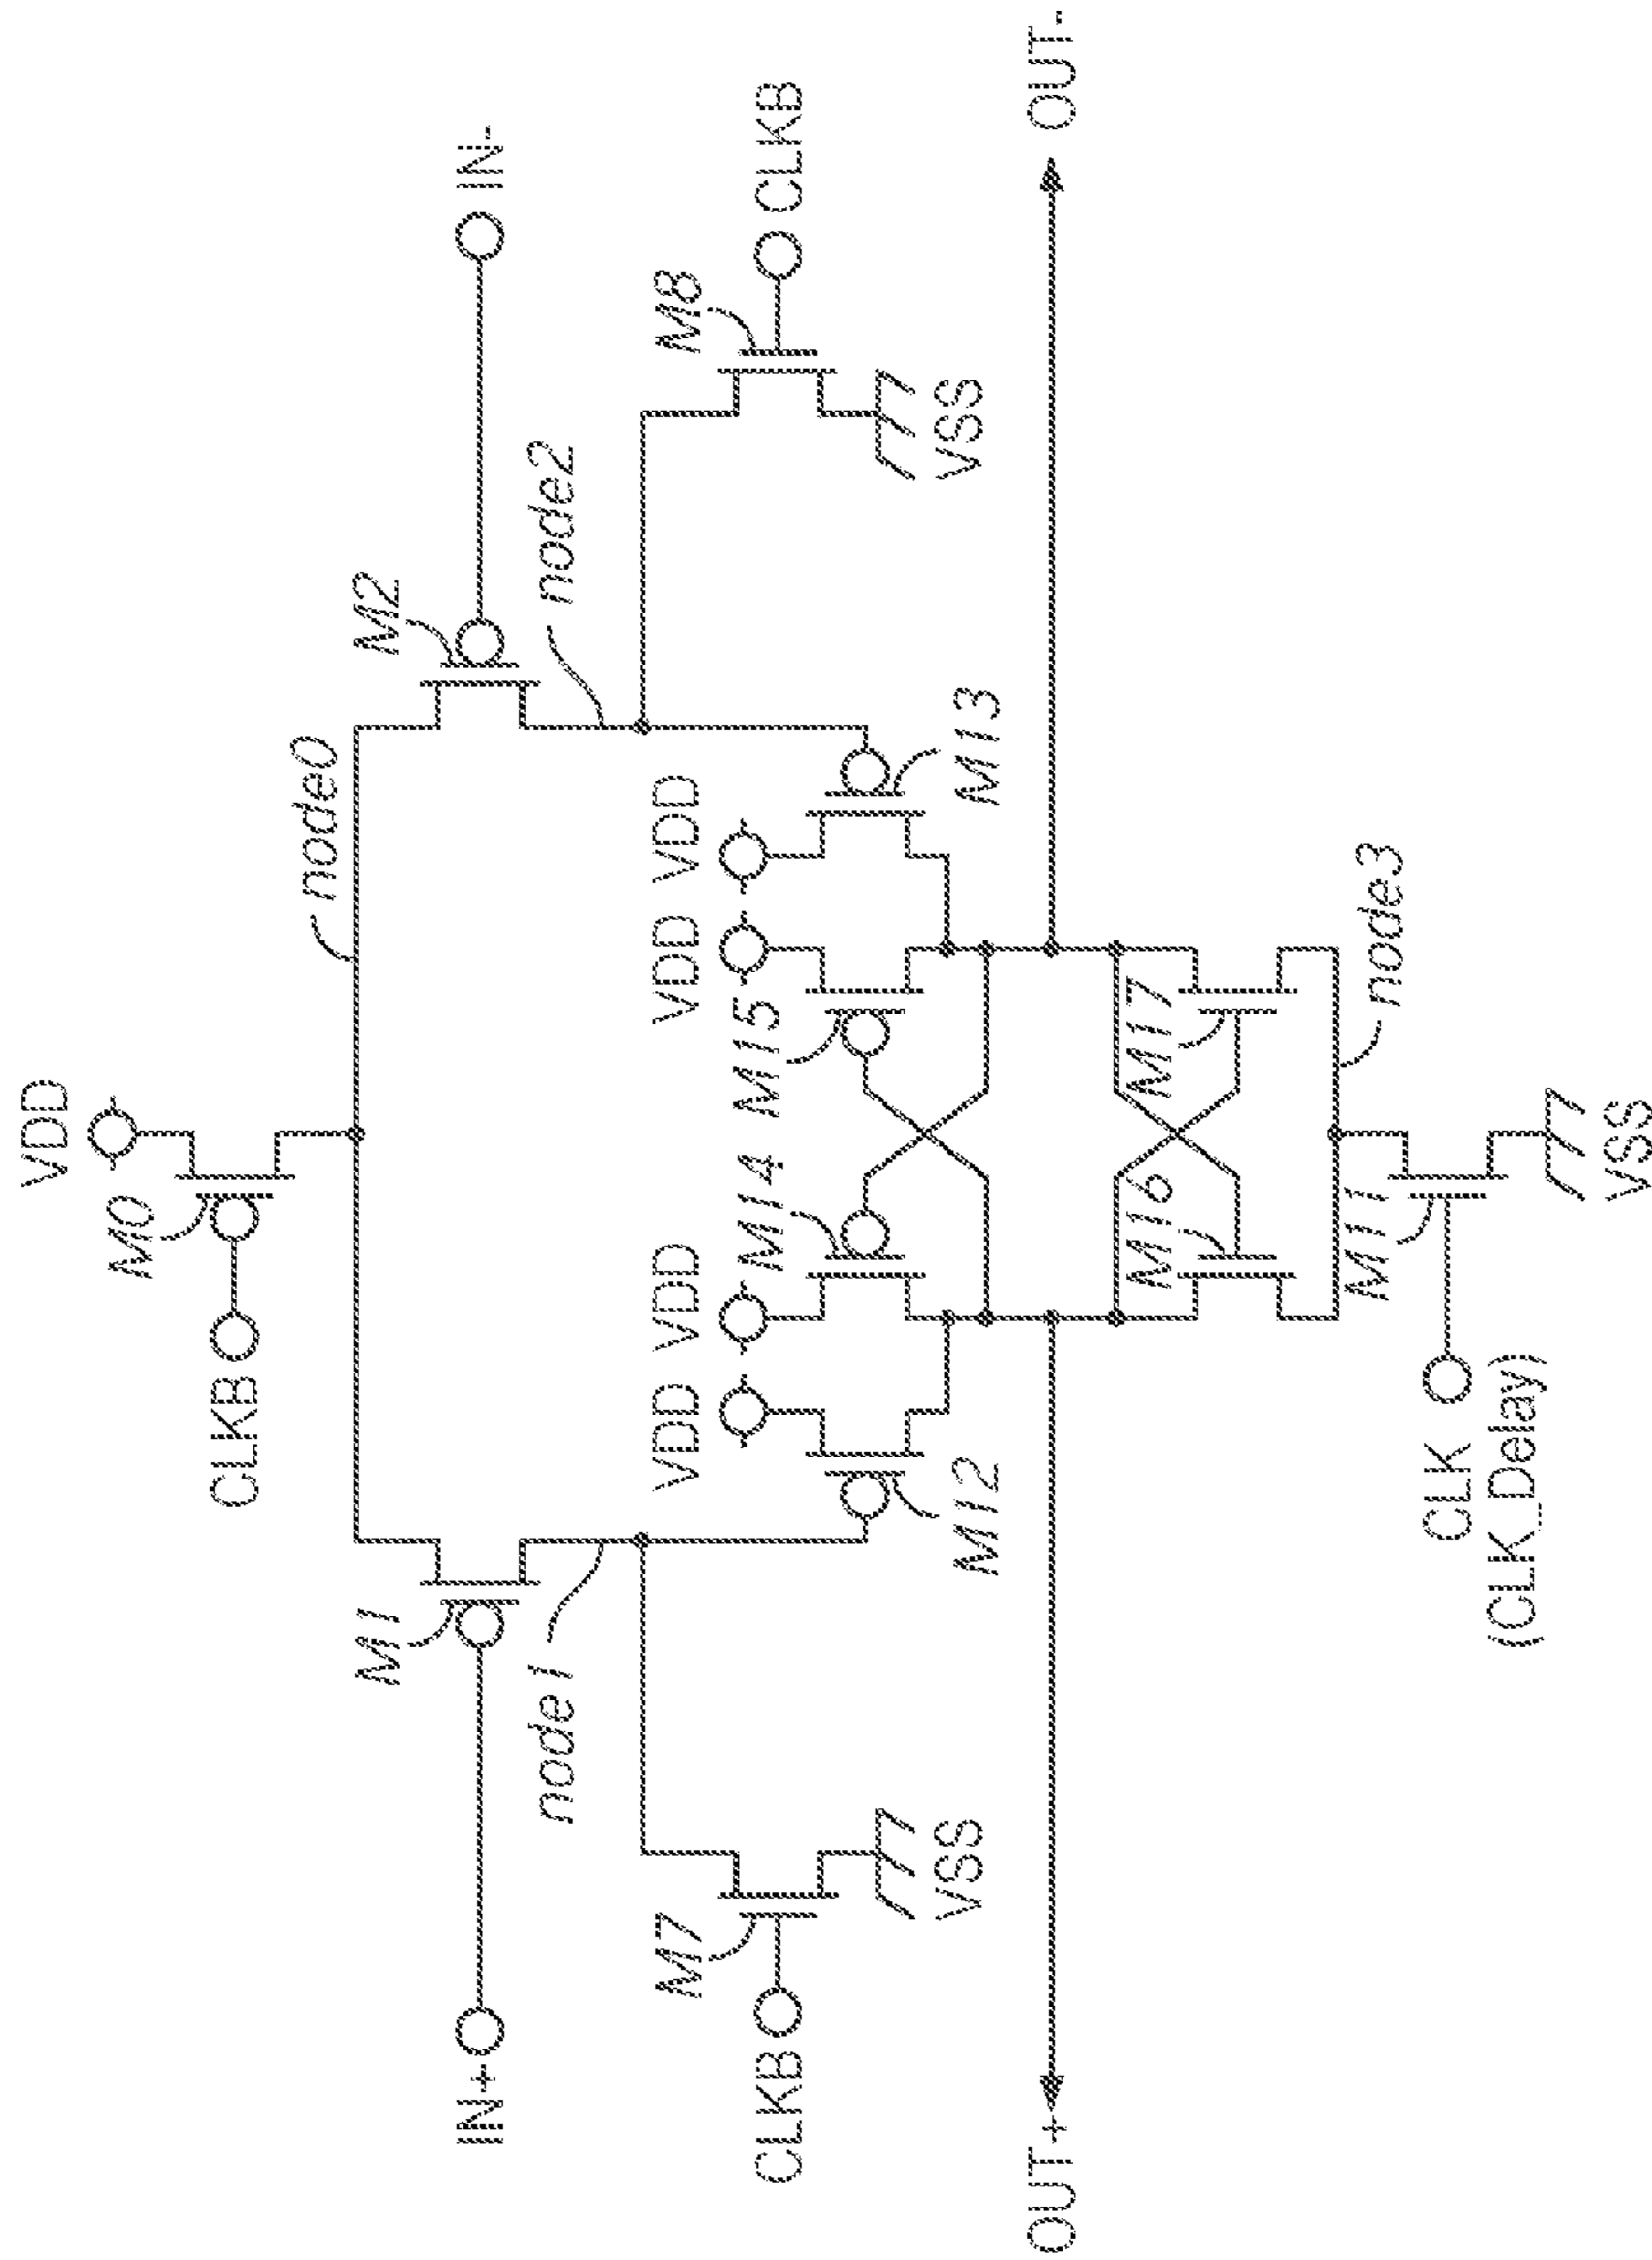 VDD
M0
CLKB
node0
IN+
M1
M2
IN-
node1
node2
CLKB
M7
VSS
VDD
VDD
M14
M15
VDD
VDD
M8
CLKB
VSS
M12
M13
OUT+
OUT-
M16
M17
node3
M11
CLK
(CLK_Delay)
VSS